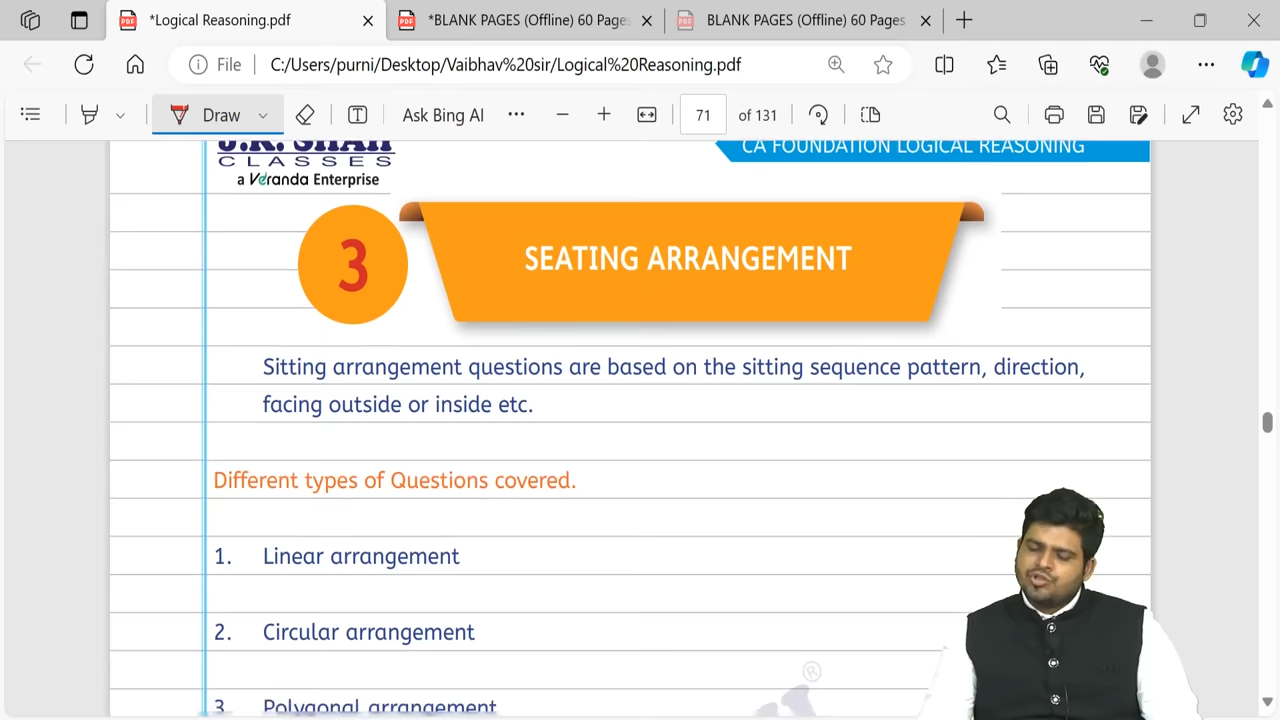 *Logical Reasoning.pdf
*BLANK PAGES (Offline) 60 Pages
BLANK PAGES (Offline) 60 Pages
File
C:/Users/purni/Desktop/Vaibhav%20sir/Logical%20Reasoning.pdf
Draw
Ask Bing AI
71 of 131
J.K. SHAH
CLASSES
a Veranda Enterprise
CA FOUNDATION LOGICAL REASONING
3
SEATING ARRANGEMENT
Sitting arrangement questions are based on the sitting sequence pattern, direction,
facing outside or inside etc.
Different types of Questions covered.
1. Linear arrangement
2. Circular arrangement
3. Polygonal arrangement
®